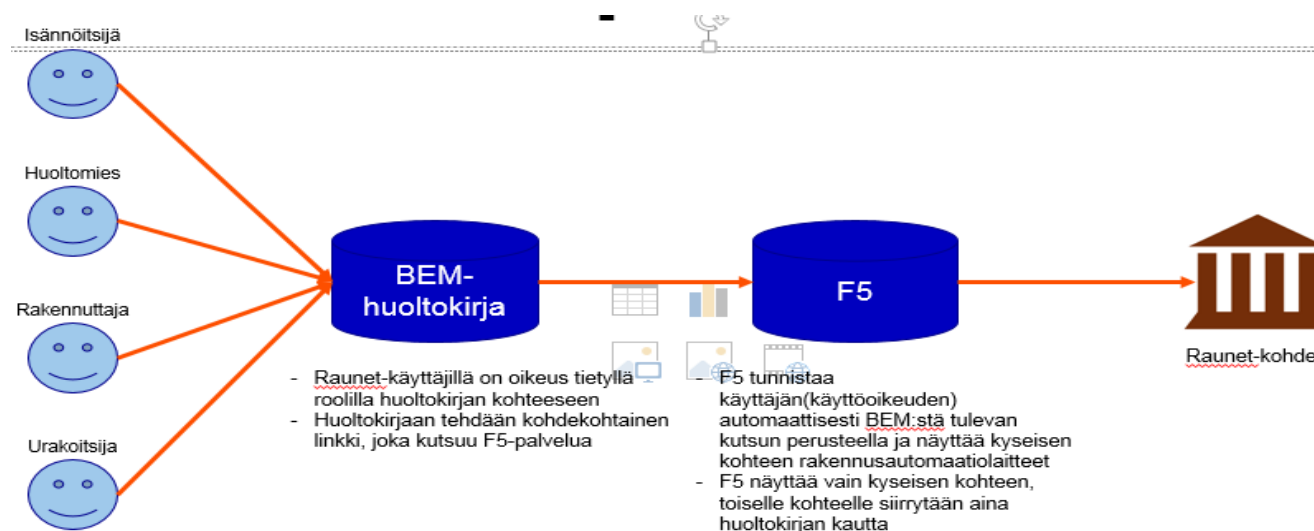 Isännöitsijä
Huoltomies
Rakennuttaja
Urakoitsija
BEM-
huoltokirja
- Raunet-käyttäjillä on oikeus tietyllä
roolilla huoltokirjan kohteeseen
- Huoltokirjaan tehdään kohdekohtainen
linkki, joka kutsuu F5-palvelua
F5
- F5 tunnistaa
käyttäjän(käyttöoikeuden)
automaattisesti BEM:stä tulevan
kutsun perusteella ja näyttää kyseisen
kohteen rakennusautomaatiolaitteet
- F5 näyttää vain kyseisen kohteen,
toiselle kohteelle siirrytään aina
huoltokirjan kautta
Raunet-kohde